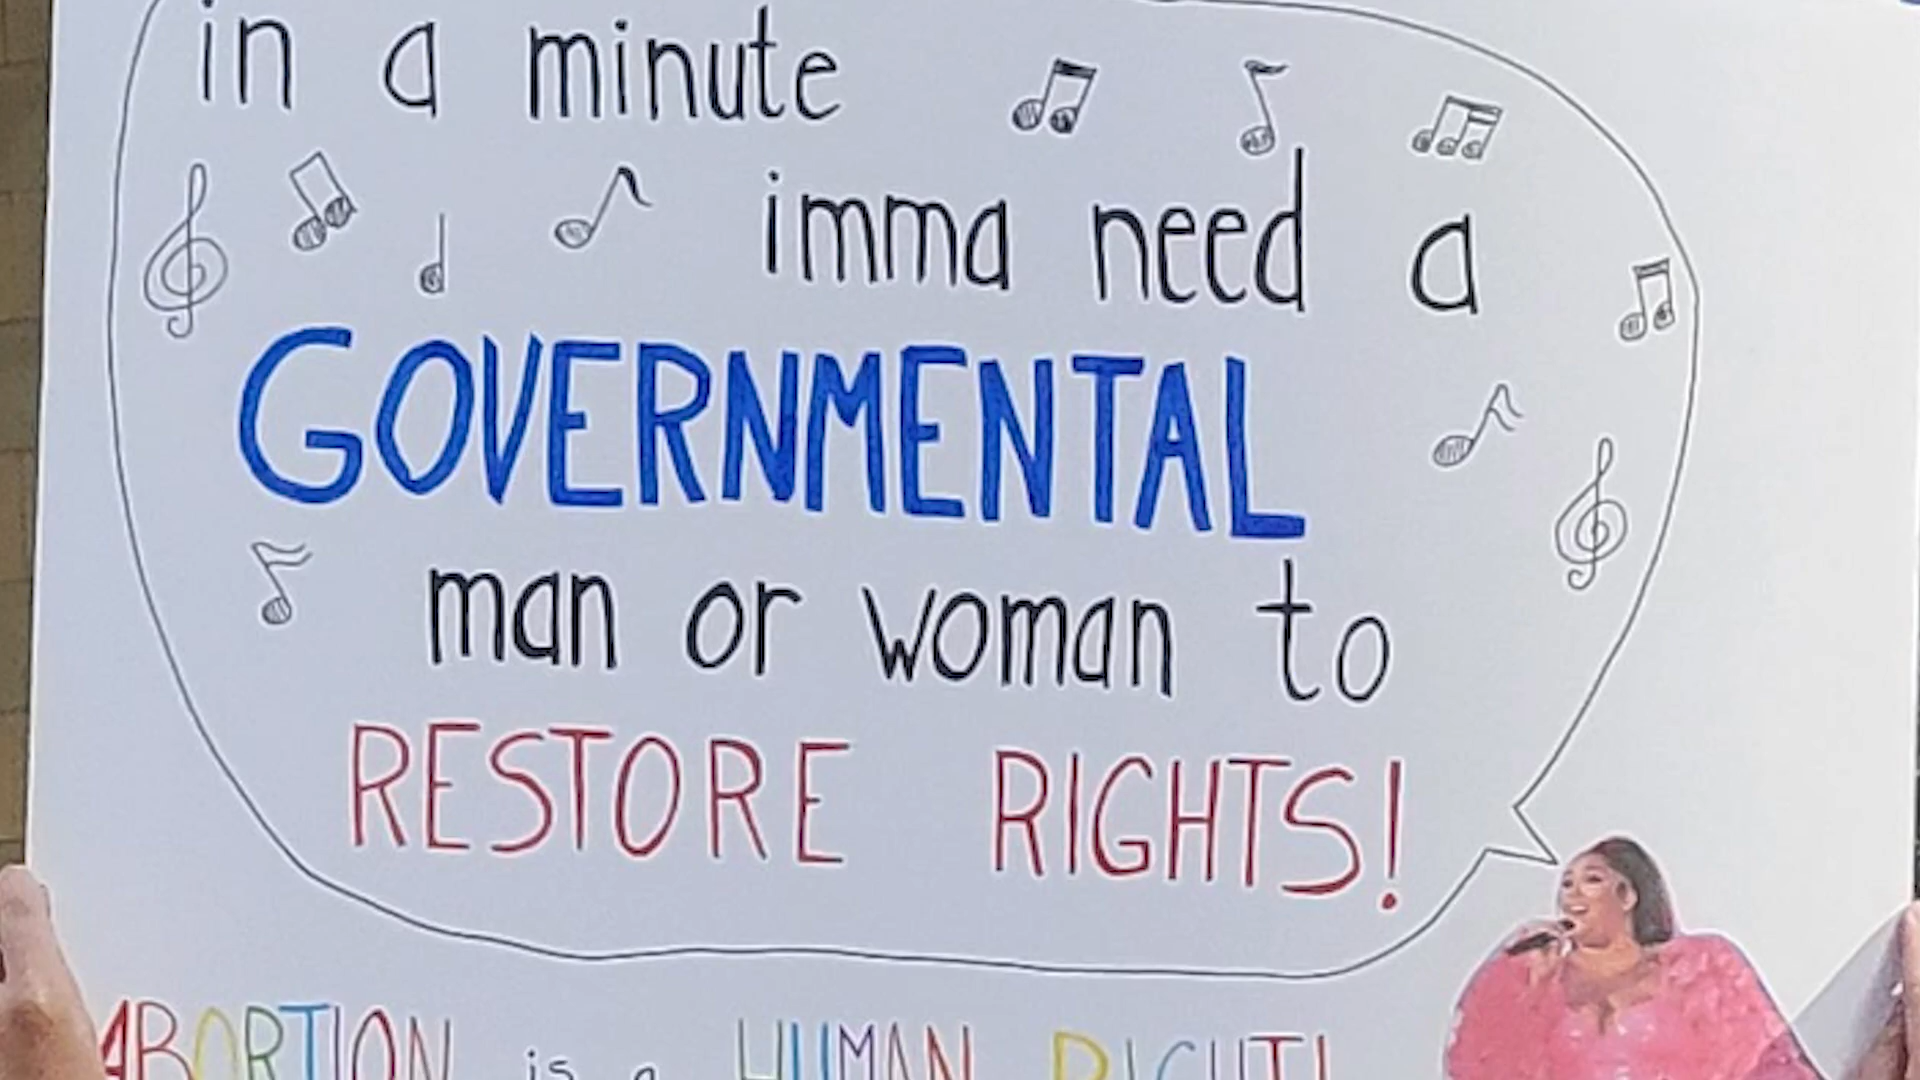 in a minute
imma need a
GOVERNMENTAL
man or woman to
RESTORE RIGHTS!
ABORTION is a HUMAN RIGHT!